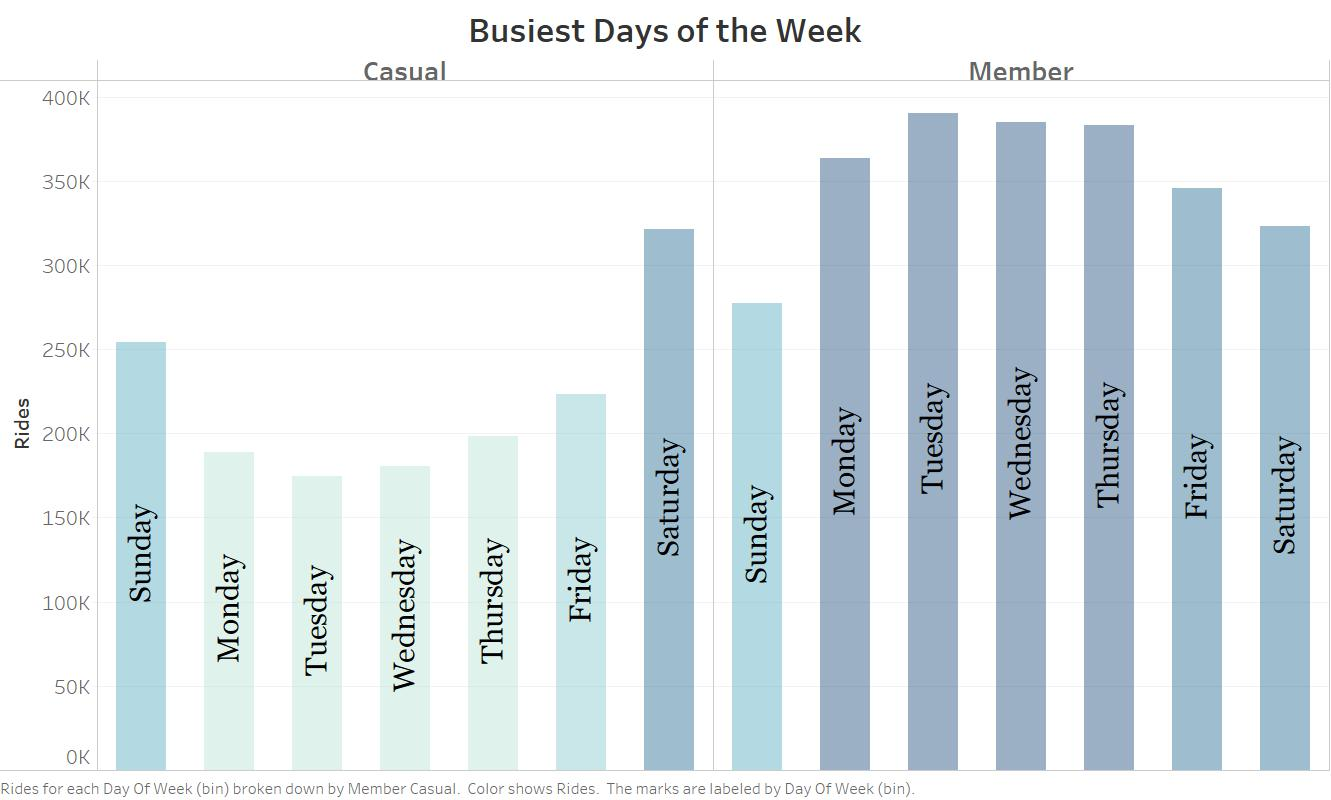 Busiest Days of the Week
Casual
Member
Rides
400K
350K
300K
250K
200K
150K
100K
50K
0K
Sunday
Monday
Tuesday
Wednesday
Thursday
Friday
Saturday
Sunday
Monday
Tuesday
Wednesday
Thursday
Friday
Saturday
Rides for each Day Of Week (bin) broken down by Member Casual.  Color shows Rides.  The marks are labeled by Day Of Week (bin).